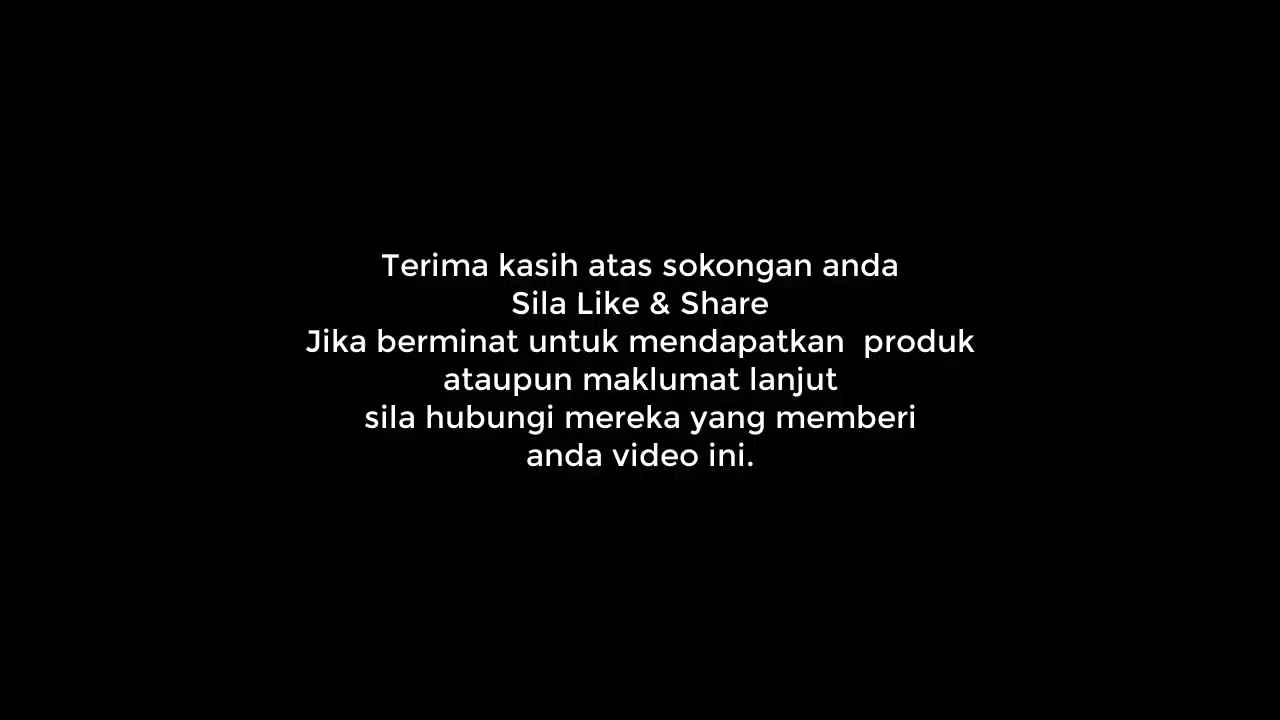 Terima kasih atas sokongan anda
Sila Like & Share
Jika berminat untuk mendapatkan  produk
ataupun maklumat lanjut
sila hubungi mereka yang memberi
anda video ini.